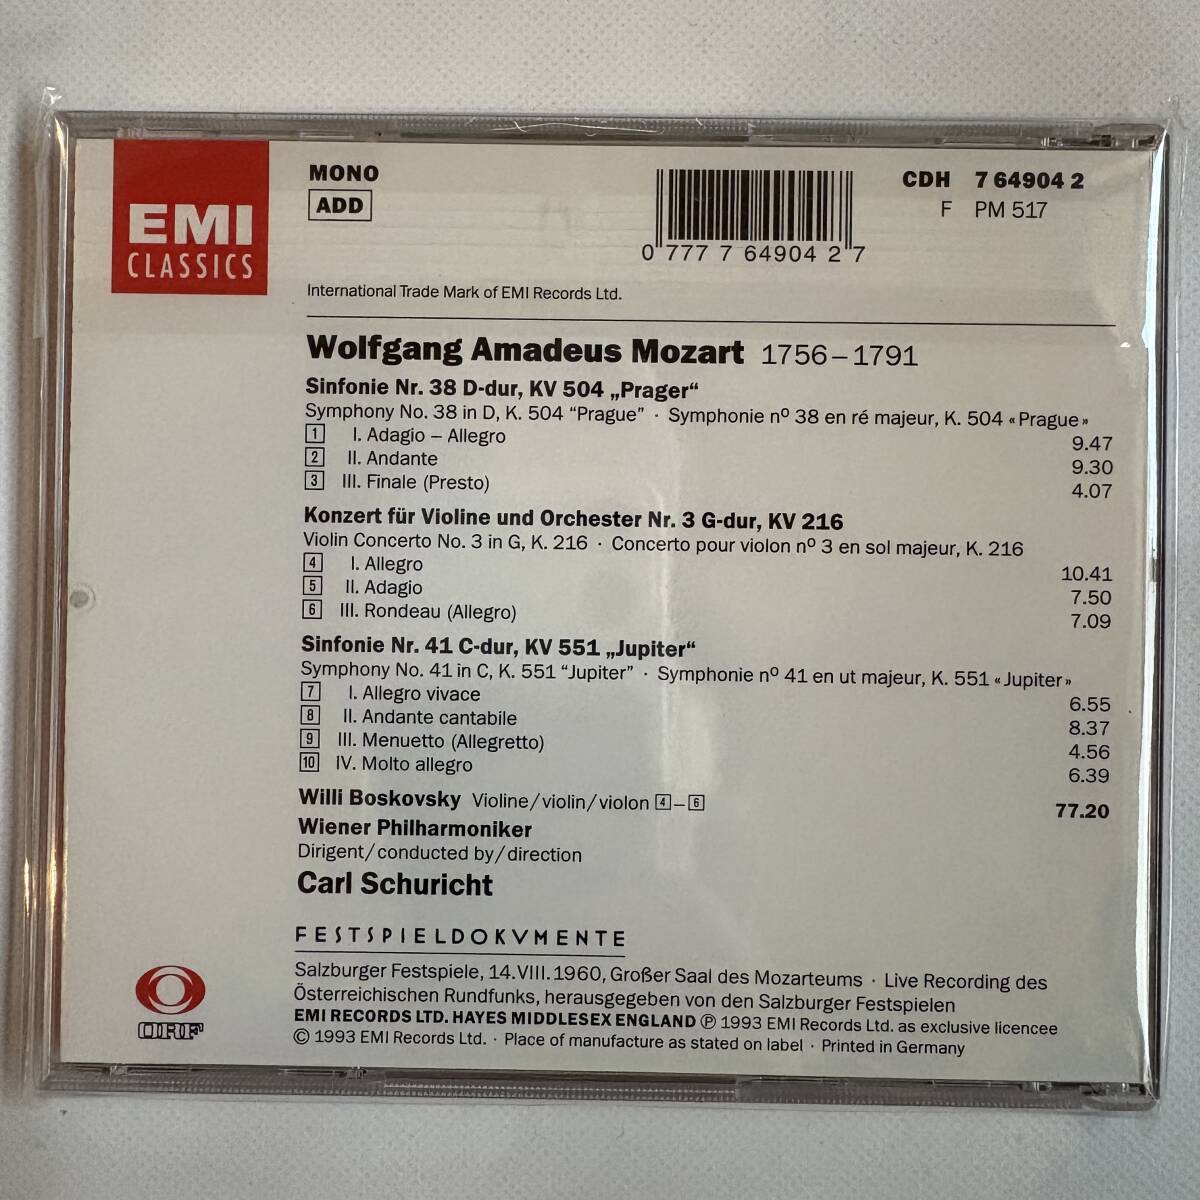 EMI
CLASSICS
MONO
ADD
CDH 7 64904 2
F PM 517
0 777 7 64904 2 7
International Trade Mark of EMI Records Ltd.
Wolfgang Amadeus Mozart 1756–1791
Sinfonie Nr. 38 D-dur, KV 504 „Prager“
Symphony No. 38 in D, K. 504 “Prague” · Symphonie nº 38 en ré majeur, K. 504 «Prague»
1 I. Adagio – Allegro 9.47
2 II. Andante 9.30
3 III. Finale (Presto) 4.07
Konzert für Violine und Orchester Nr. 3 G-dur, KV 216
Violin Concerto No. 3 in G, K. 216 · Concerto pour violon nº 3 en sol majeur, K. 216
4 I. Allegro 10.41
5 II. Adagio 7.50
6 III. Rondeau (Allegro) 7.09
Sinfonie Nr. 41 C-dur, KV 551 „Jupiter“
Symphony No. 41 in C, K. 551 “Jupiter” · Symphonie nº 41 en ut majeur, K. 551 «Jupiter»
7 I. Allegro vivace 6.55
8 II. Andante cantabile 8.37
9 III. Menuetto (Allegretto) 4.56
10 IV. Molto allegro 6.39
Willi Boskovsky Violine/violin/violon 4–6 77.20
Wiener Philharmoniker
Dirigent/conducted by/direction
Carl Schuricht
FESTSPIELDOKVMENTE
Salzburger Festspiele, 14.VIII.1960, Großer Saal des Mozarteums · Live Recording des
Österreichischen Rundfunks, herausgegeben von den Salzburger Festspielen
EMI RECORDS LTD. HAYES MIDDLESEX ENGLAND ℗ 1993 EMI Records Ltd. as exclusive licencee
© 1993 EMI Records Ltd. · Place of manufacture as stated on label · Printed in Germany
ORF